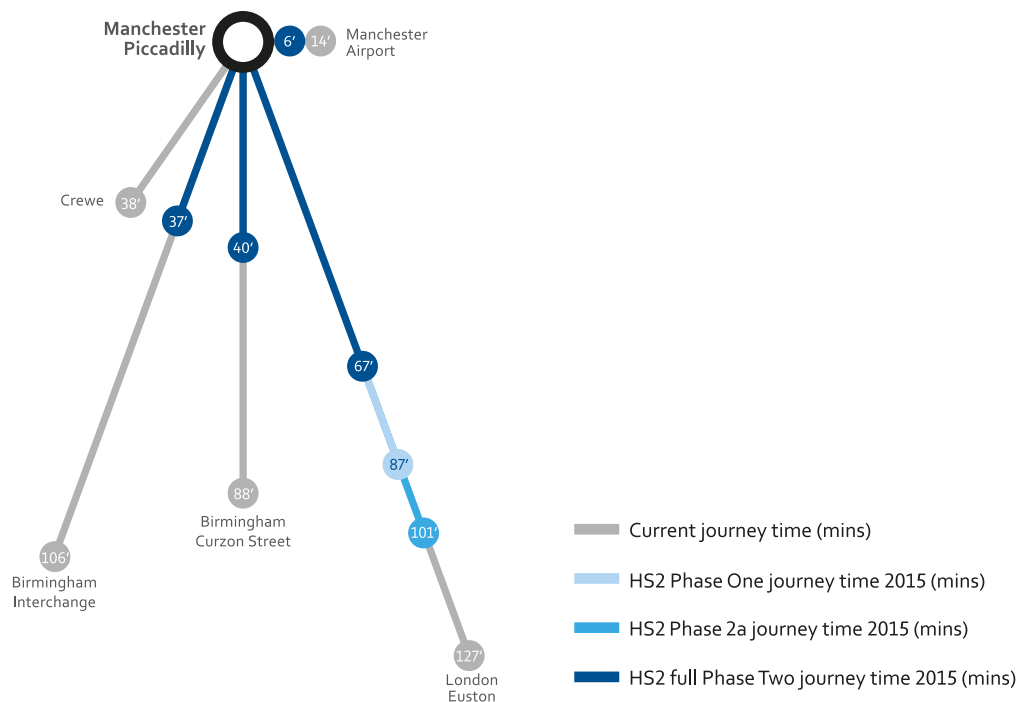 Manchester
Piccadilly
6’
14’
Manchester
Airport
Crewe
38’
37’
40’
67’
87’
88’
Birmingham
Curzon Street
101’
106’
Birmingham
Interchange
127’
London
Euston
Current journey time (mins)
HS2 Phase One journey time 2015 (mins)
HS2 Phase 2a journey time 2015 (mins)
HS2 full Phase Two journey time 2015 (mins)